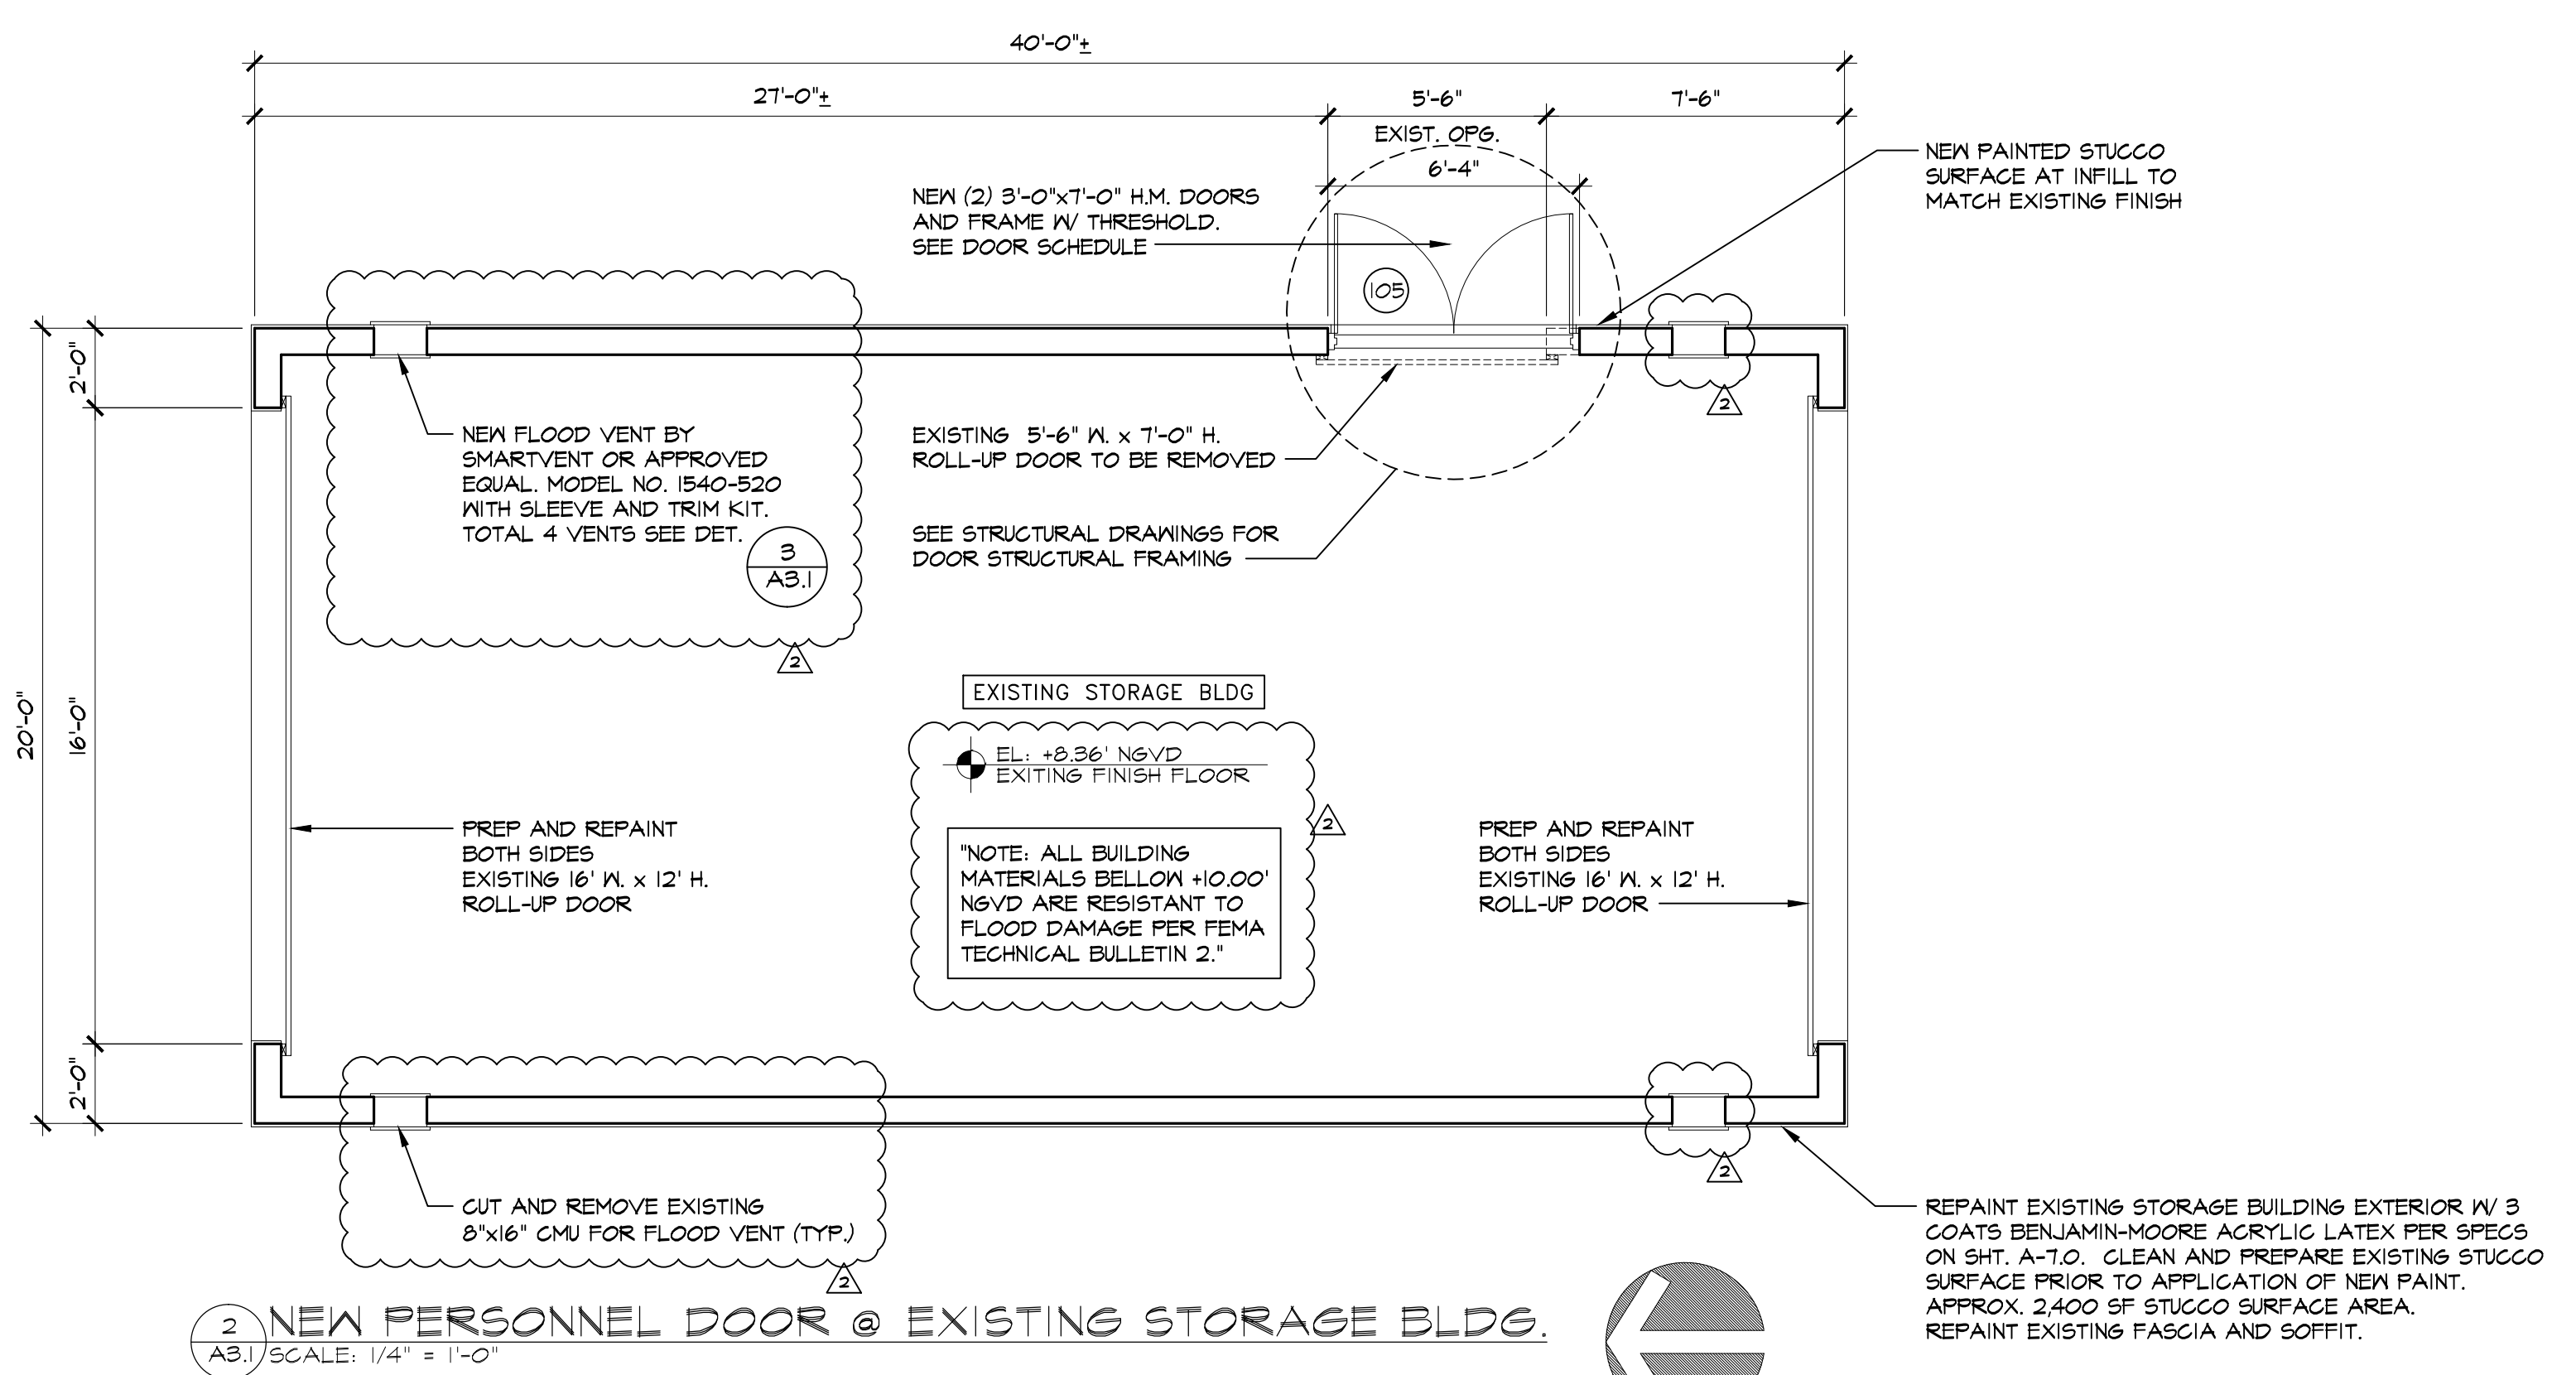 40'-0"±
27'-0"±
5'-6"
7'-6"
EXIST. OPG.
6'-4"
NEW PAINTED STUCCO
SURFACE AT INFILL TO
MATCH EXISTING FINISH
NEW (2) 3'-0"x7'-0" H.M. DOORS
AND FRAME W/ THRESHOLD.
SEE DOOR SCHEDULE
105
2'-0"
16'-0"
2'-0"
20'-0"
2
NEW FLOOD VENT BY
SMARTVENT OR APPROVED
EQUAL. MODEL NO. 1540-520
WITH SLEEVE AND TRIM KIT.
TOTAL 4 VENTS SEE DET.
3
A3.1
2
EXISTING 5'-6" W. x 7'-0" H.
ROLL-UP DOOR TO BE REMOVED
SEE STRUCTURAL DRAWINGS FOR
DOOR STRUCTURAL FRAMING
EXISTING STORAGE BLDG
EL: +8.36' NGVD
EXITING FINISH FLOOR
2
"NOTE: ALL BUILDING
MATERIALS BELLOW +10.00'
NGVD ARE RESISTANT TO
FLOOD DAMAGE PER FEMA
TECHNICAL BULLETIN 2."
PREP AND REPAINT
BOTH SIDES
EXISTING 16' W. x 12' H.
ROLL-UP DOOR
PREP AND REPAINT
BOTH SIDES
EXISTING 16' W. x 12' H.
ROLL-UP DOOR
CUT AND REMOVE EXISTING
8"x16" CMU FOR FLOOD VENT (TYP.)
2
2
REPAINT EXISTING STORAGE BUILDING EXTERIOR W/ 3
COATS BENJAMIN-MOORE ACRYLIC LATEX PER SPECS
ON SHT. A-7.0. CLEAN AND PREPARE EXISTING STUCCO
SURFACE PRIOR TO APPLICATION OF NEW PAINT.
APPROX. 2,400 SF STUCCO SURFACE AREA.
REPAINT EXISTING FASCIA AND SOFFIT.
2
A3.1
NEW PERSONNEL DOOR @ EXISTING STORAGE BLDG.
SCALE: 1/4" = 1'-0"